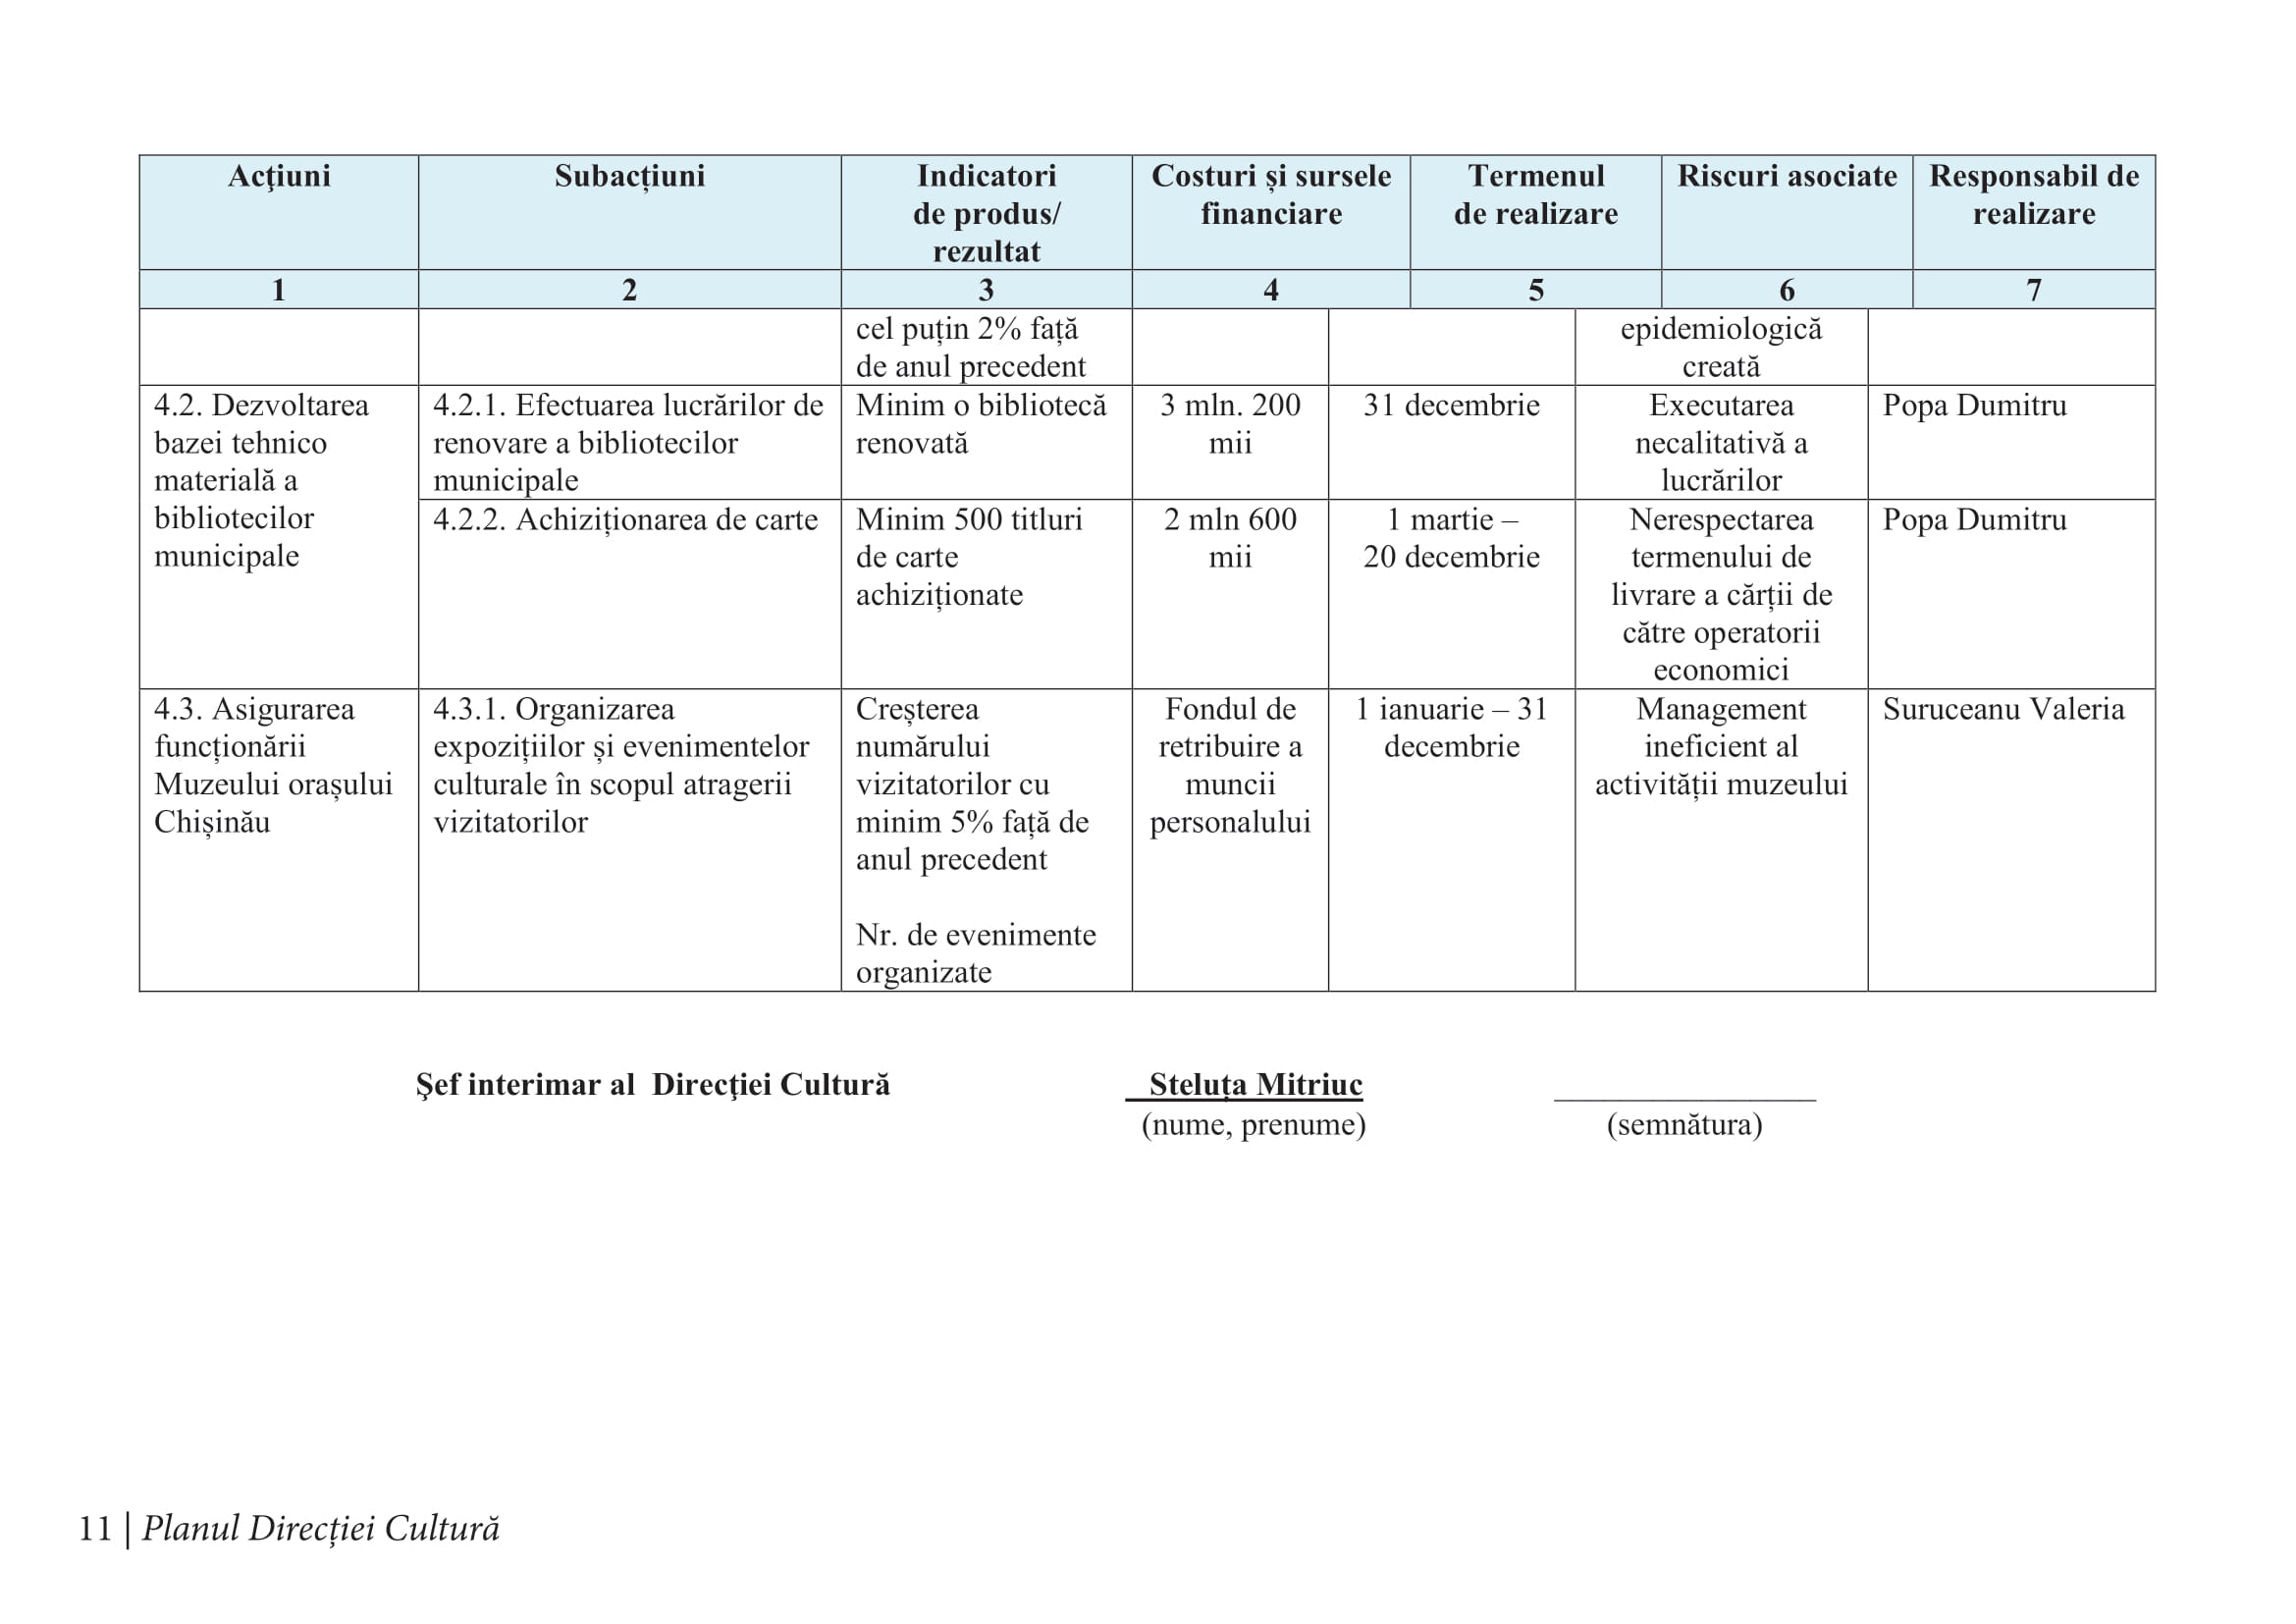 Acţiuni
Subacțiuni
Indicatori
de produs/
rezultat
Costuri și sursele
financiare
Termenul
de realizare
Riscuri asociate
Responsabil de
realizare
1
2
3
4
5
6
7
cel puțin 2% față
de anul precedent
epidemiologică
creată
4.2. Dezvoltarea
bazei tehnico
materială a
bibliotecilor
municipale
4.2.1. Efectuarea lucrărilor de
renovare a bibliotecilor
municipale
Minim o bibliotecă
renovată
3 mln. 200
mii
31 decembrie
Executarea
necalitativă a
lucrărilor
Popa Dumitru
4.2.2. Achiziționarea de carte
Minim 500 titluri
de carte
achiziționate
2 mln 600
mii
1 martie –
20 decembrie
Nerespectarea
termenului de
livrare a cărții de
către operatorii
economici
Popa Dumitru
4.3. Asigurarea
funcționării
Muzeului orașului
Chișinău
4.3.1. Organizarea
expozițiilor și evenimentelor
culturale în scopul atragerii
vizitatorilor
Creșterea
numărului
vizitatorilor cu
minim 5% față de
anul precedent
Nr. de evenimente
organizate
Fondul de
retribuire a
muncii
personalului
1 ianuarie – 31
decembrie
Management
ineficient al
activității muzeului
Suruceanu Valeria
Şef interimar al  Direcţiei Cultură
Steluța Mitriuc
(nume, prenume)
(semnătura)
11 | Planul Direcției Cultură